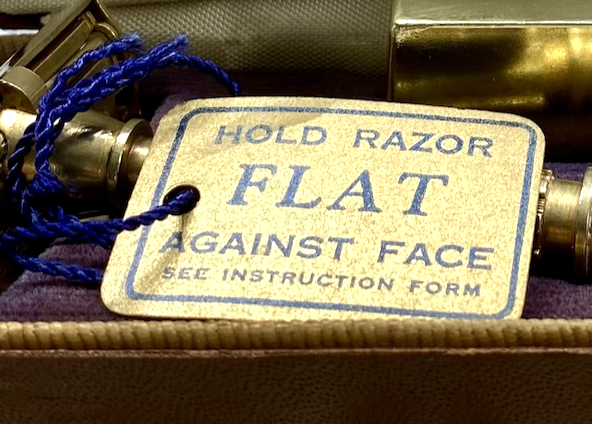 HOLD RAZOR
FLAT
AGAINST FACE
SEE INSTRUCTION FORM